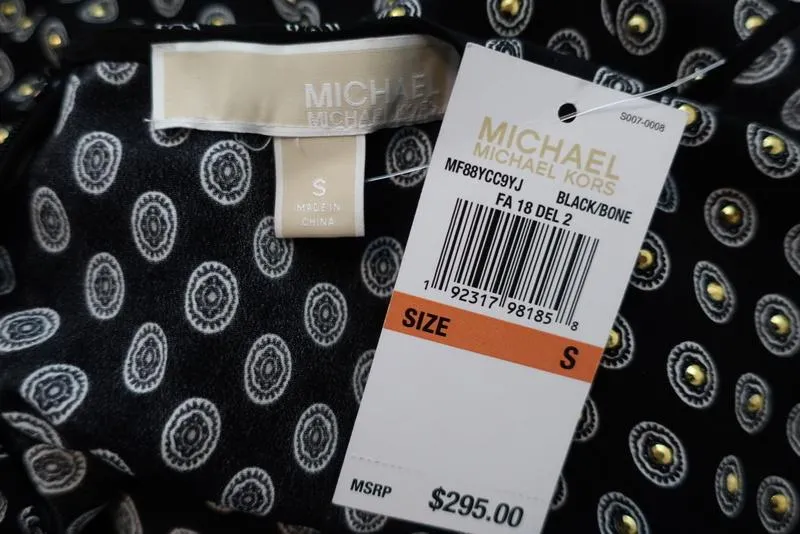 MICHAEL
MICHAEL KORS
S
MADE IN
CHINA
S007-0008
MICHAEL
MICHAEL KORS
MF88YCC9YJ
BLACK/BONE
FA 18 DEL 2
1 92317 98185 8
SIZE S
MSRP $295.00